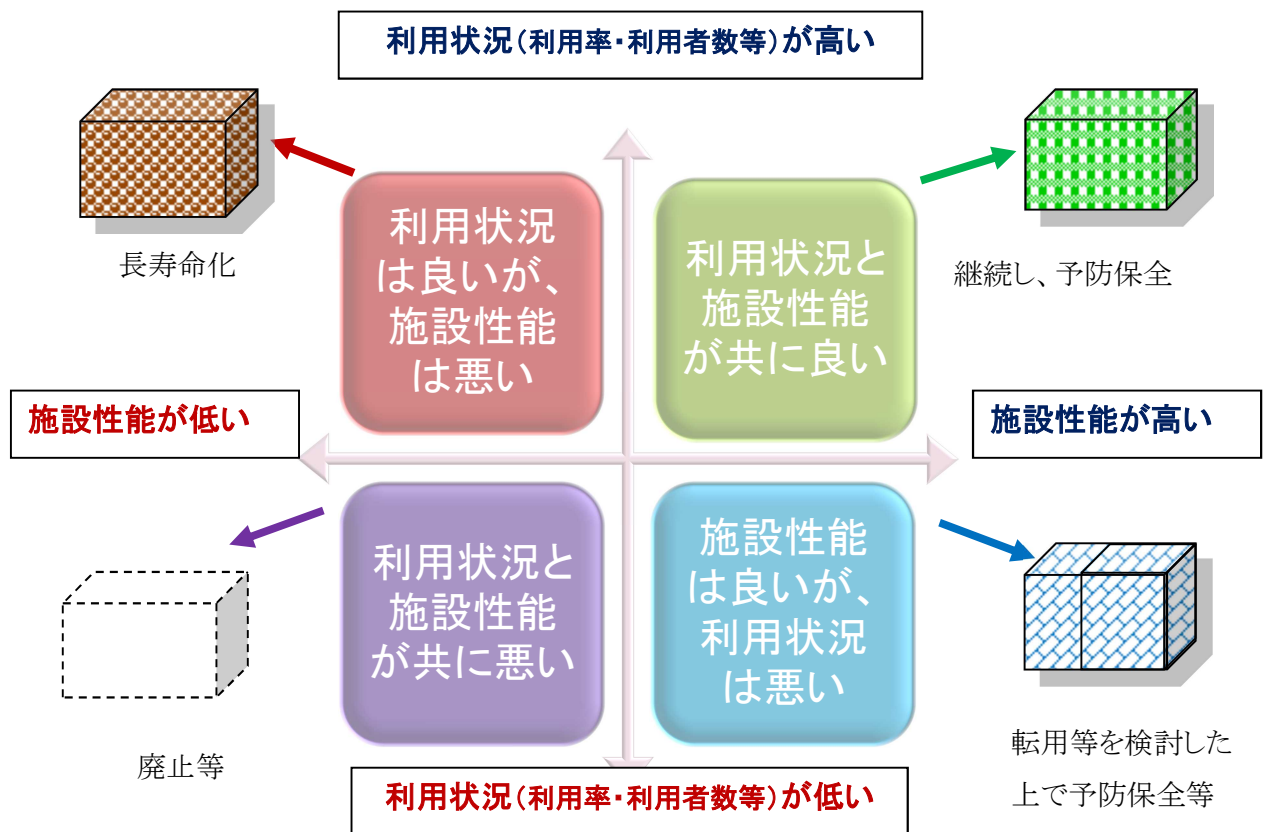 利用状況（利用率・利用者数等）が高い
長寿命化
利用状況
は良いが、
施設性能
は悪い
利用状況と
施設性能
が共に良い
継続し、予防保全
施設性能が低い
施設性能が高い
利用状況と
施設性能
が共に悪い
施設性能
は良いが、
利用状況
は悪い
廃止等
転用等を検討した
上で予防保全等
利用状況（利用率・利用者数等）が低い